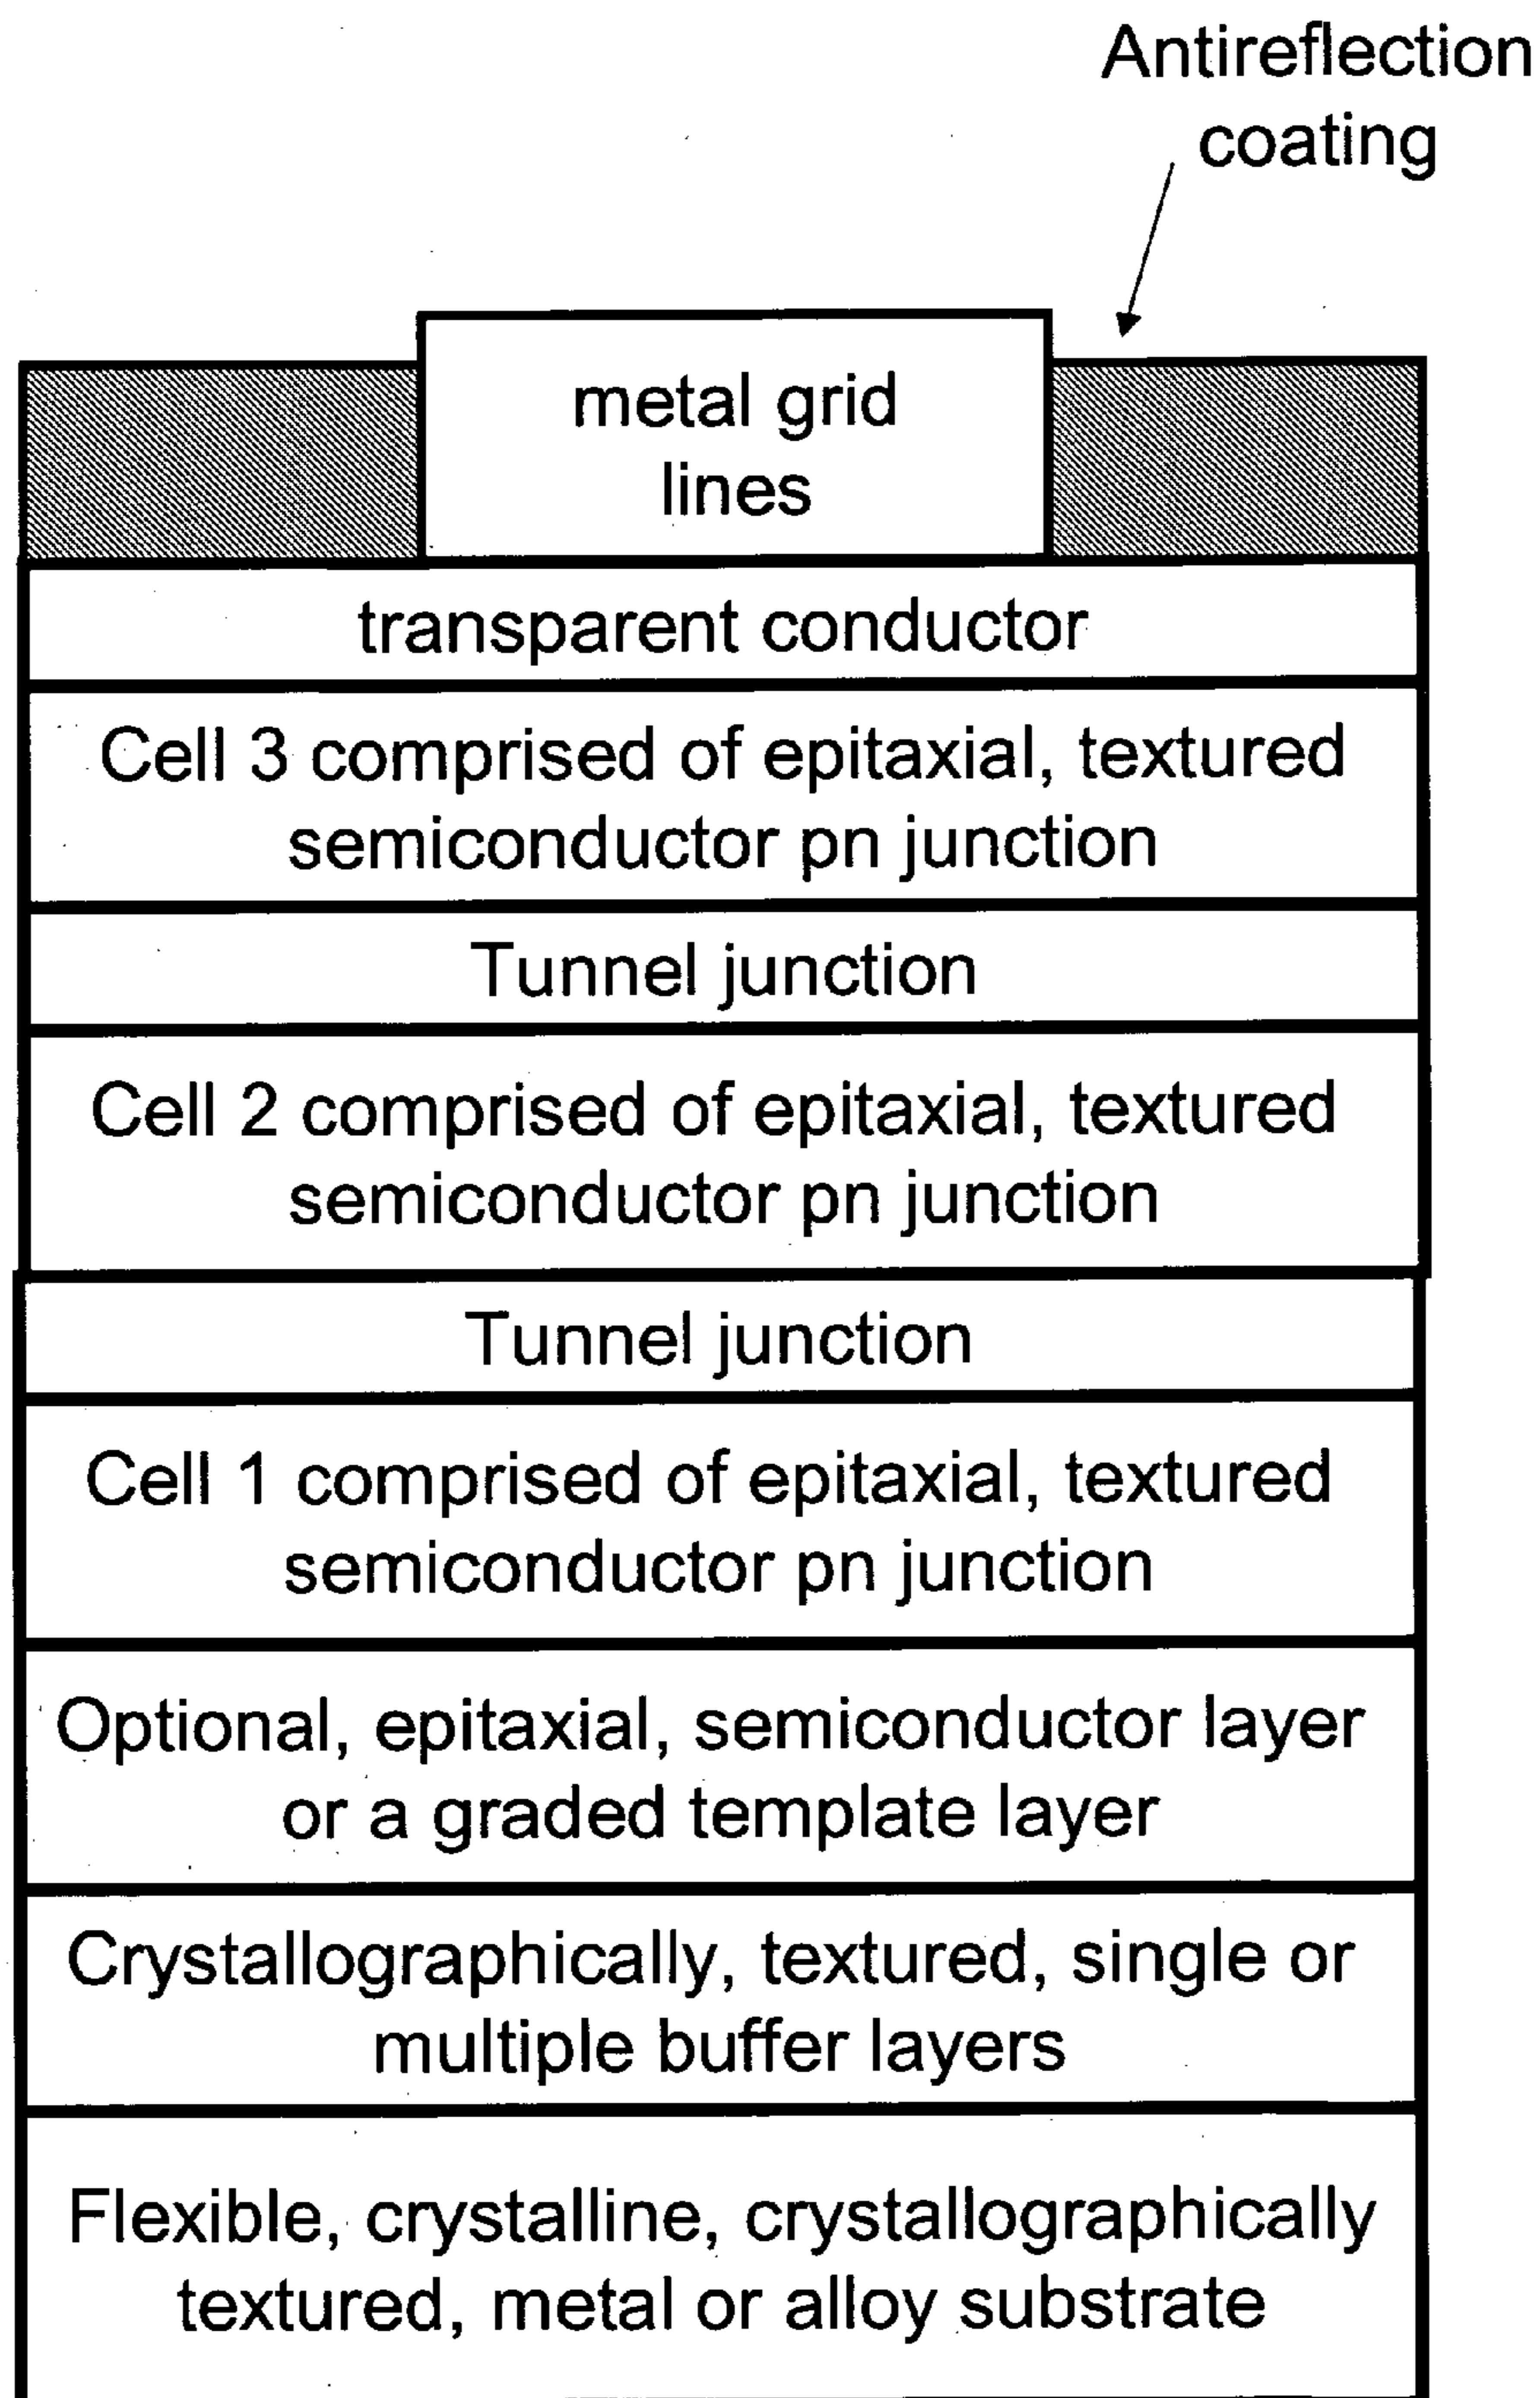 Antireflection
coating
metal grid
lines
transparent conductor
Cell 3 comprised of epitaxial, textured
semiconductor pn junction
Tunnel junction
Cell 2 comprised of epitaxial, textured
semiconductor pn junction
Tunnel junction
Cell 1 comprised of epitaxial, textured
semiconductor pn junction
Optional, epitaxial, semiconductor layer
or a graded template layer
Crystallographically, textured, single or
multiple buffer layers
Flexible, crystalline, crystallographically
textured, metal or alloy substrate